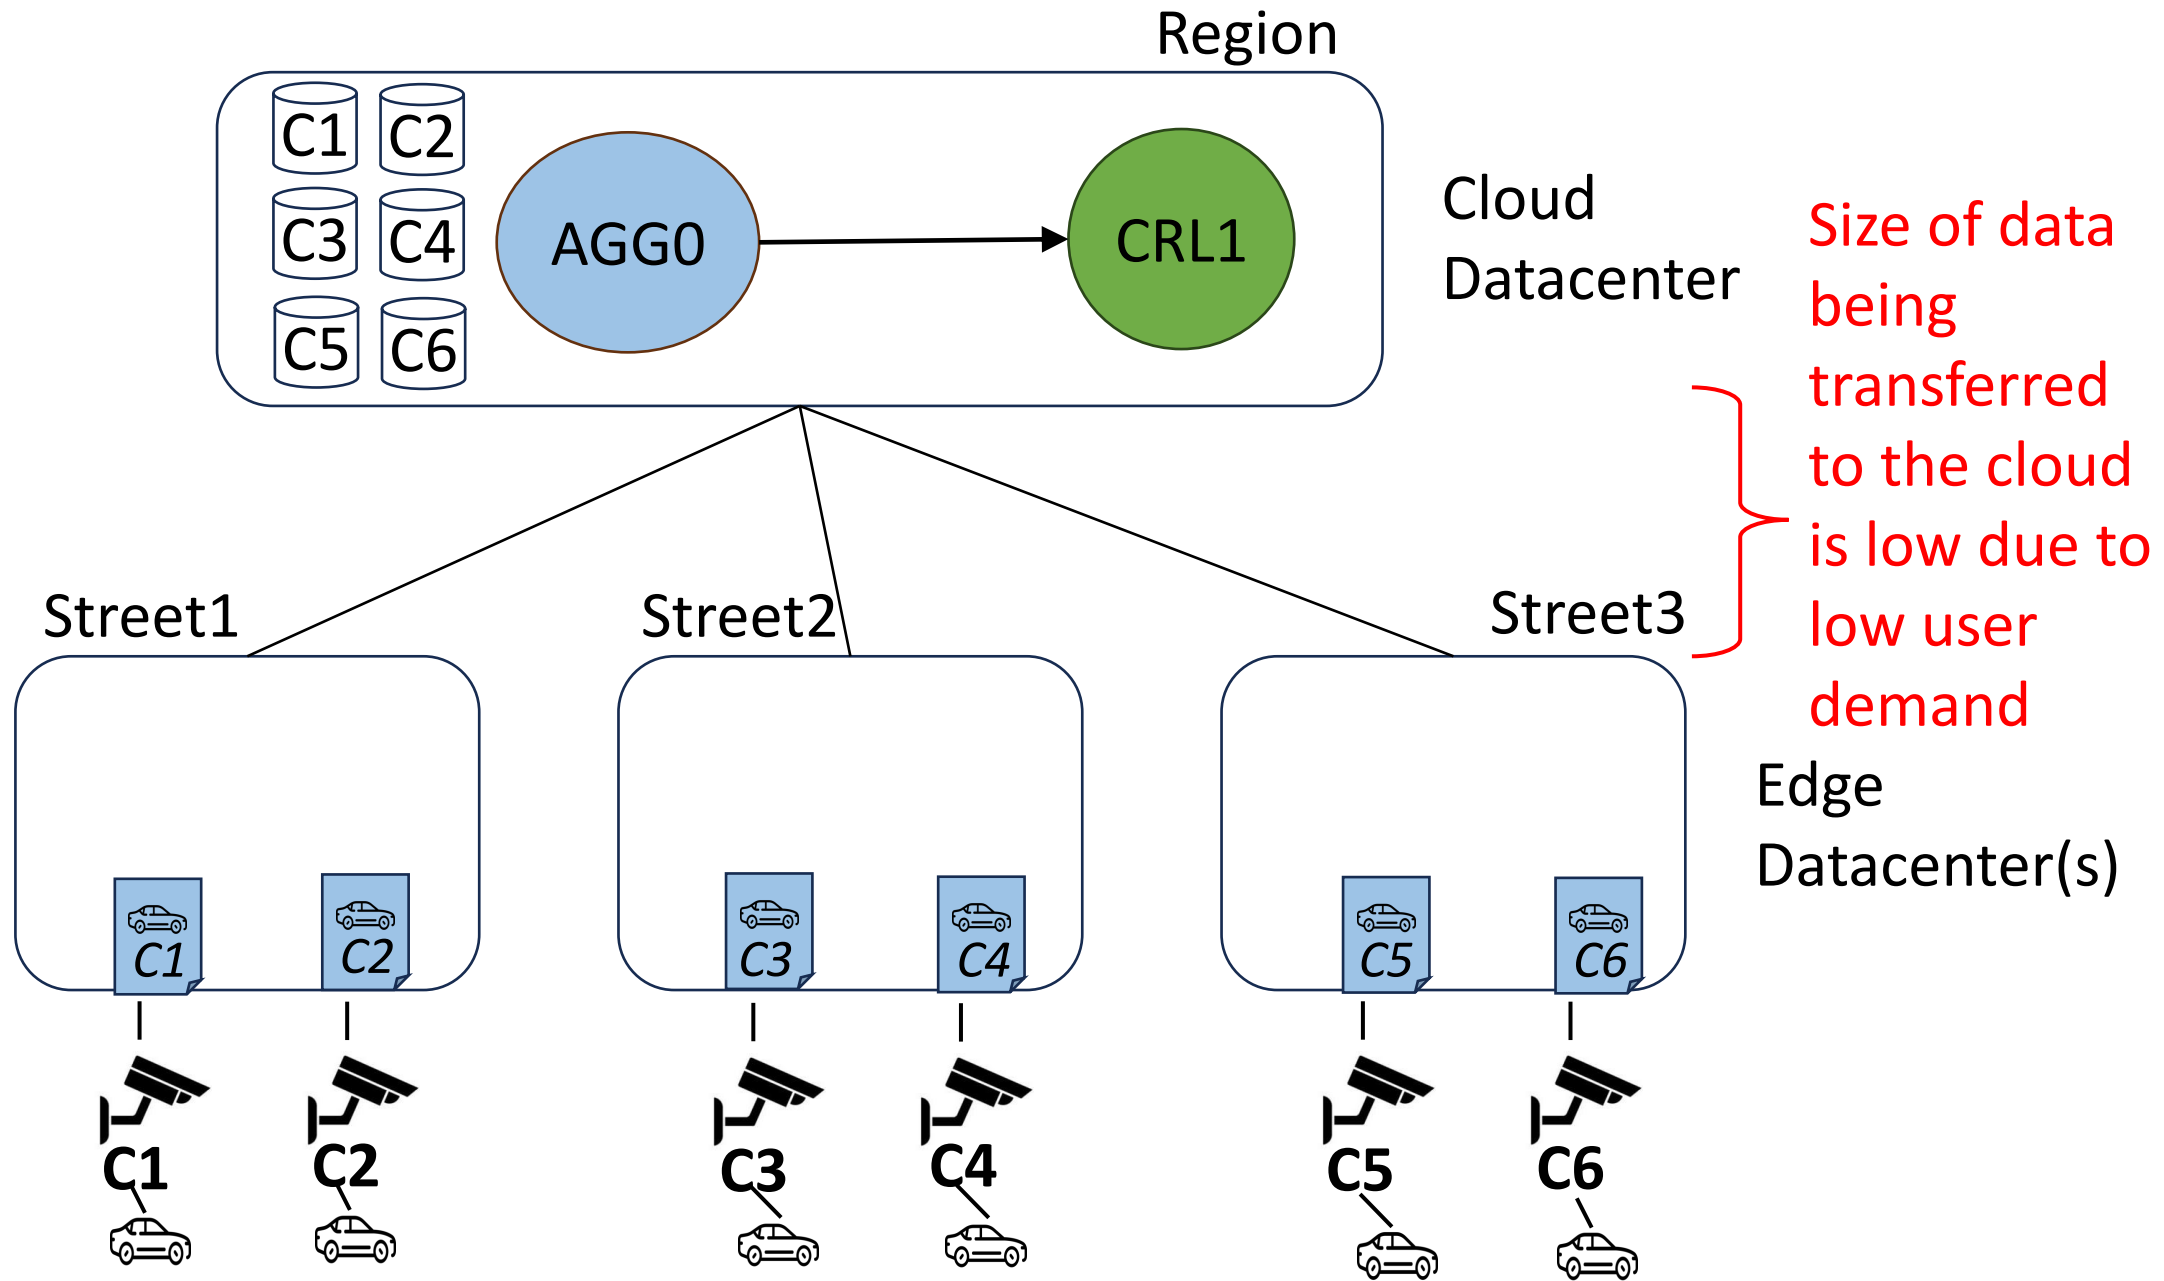 Region
C1 C2
C3 C4
C5 C6
AGG0
CRL1
Cloud
Datacenter
Size of data
being
transferred
to the cloud
is low due to
low user
demand
Street1
Street2
Street3
Edge
Datacenter(s)
C1
C2
C3
C4
C5
C6
C1
C2
C3
C4
C5
C6